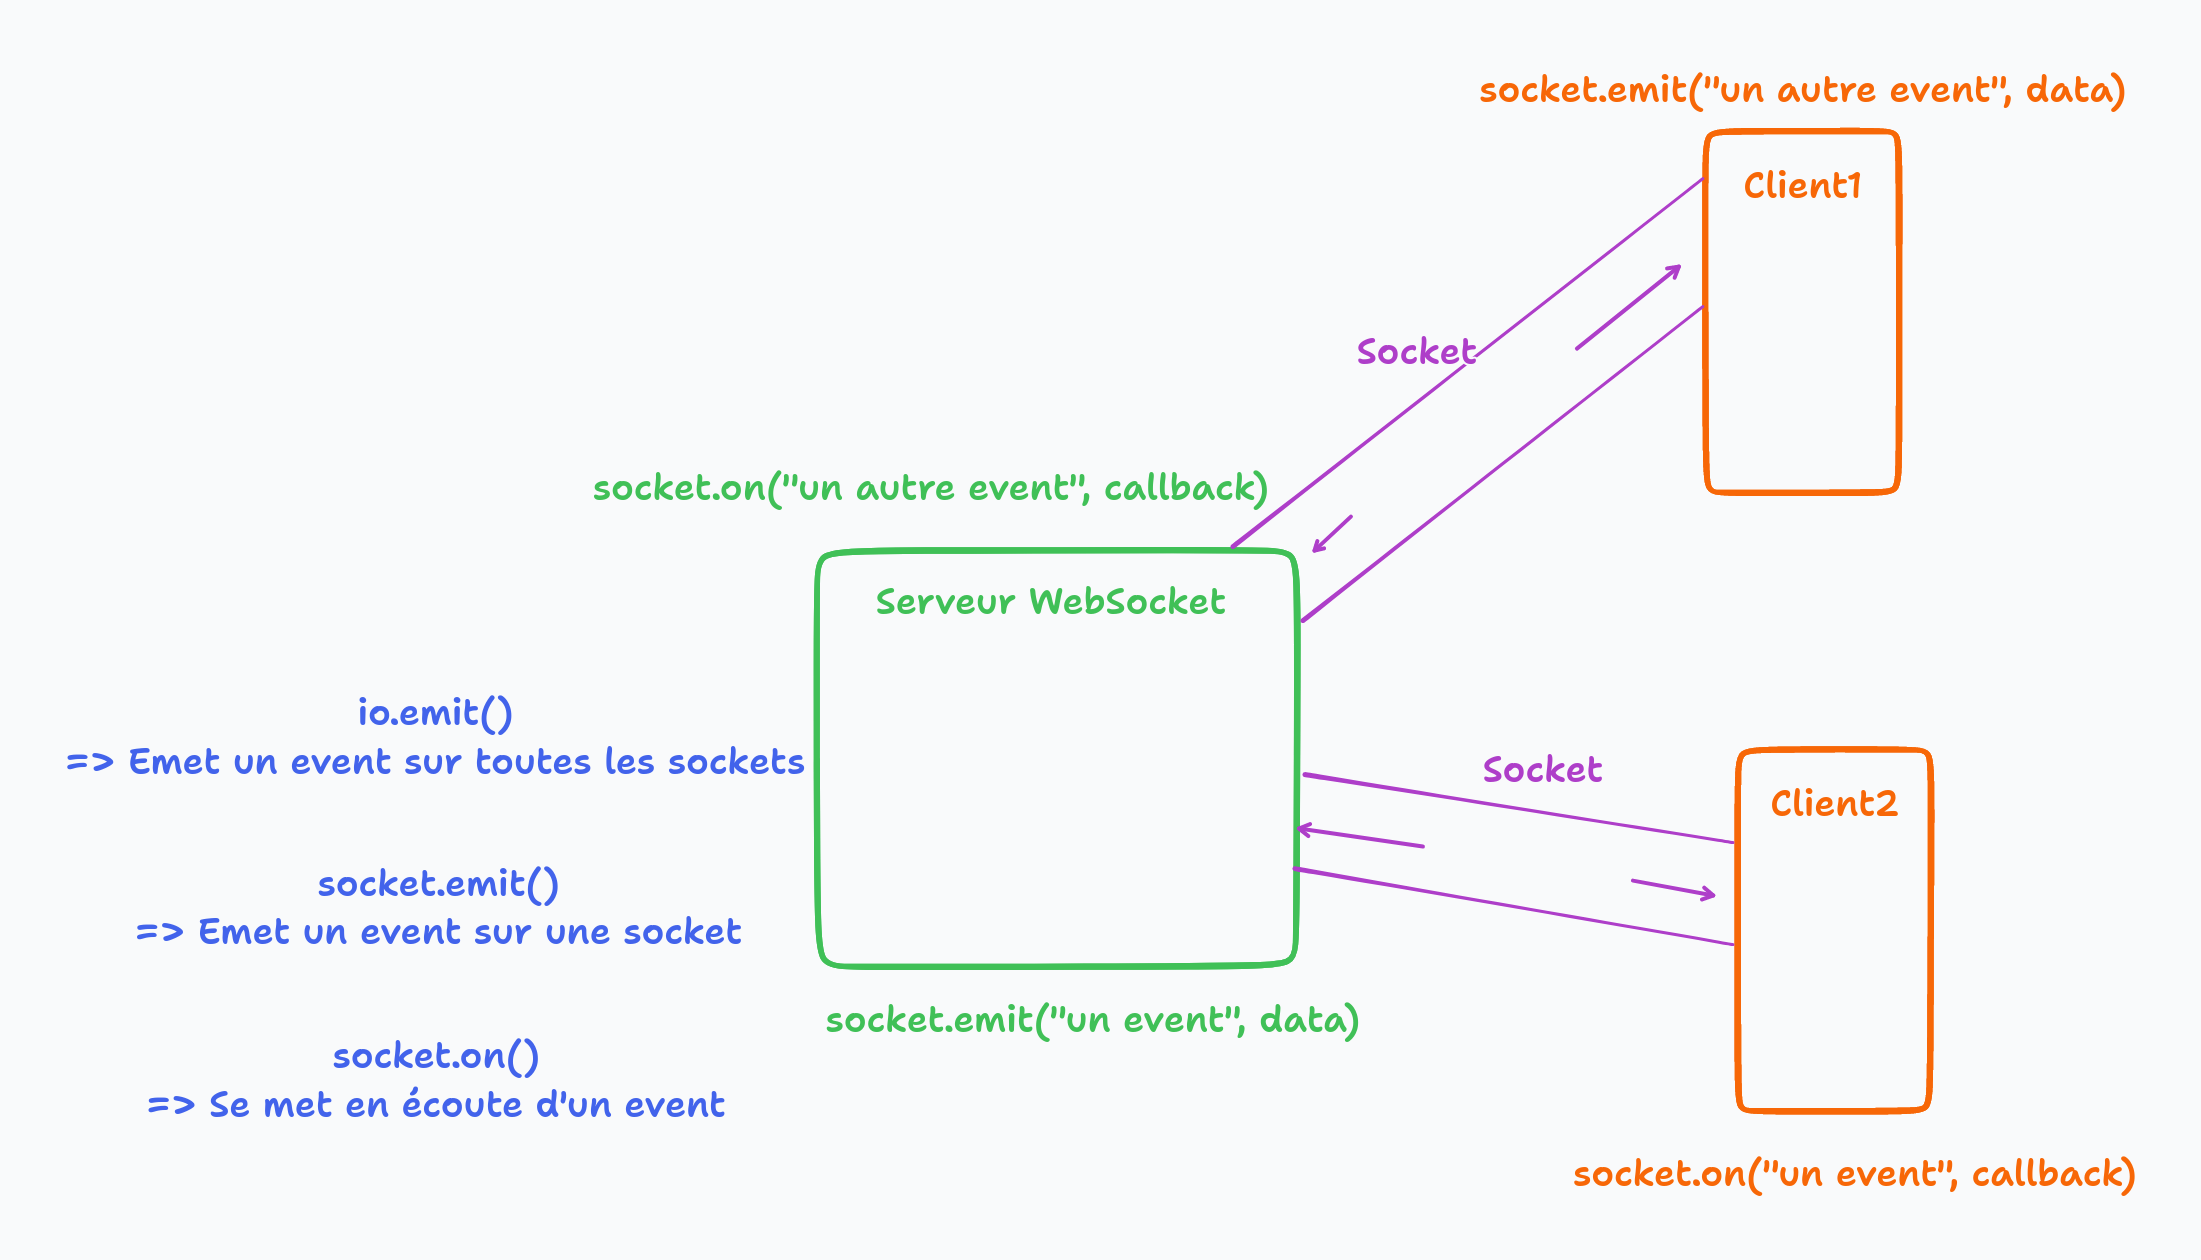 socket.emit("un autre event", data)
Client1
Socket
socket.on("un autre event", callback)
Serveur WebSocket
io.emit()
=> Emet un event sur toutes les sockets
Socket
Client2
socket.emit()
=> Emet un event sur une socket
socket.emit("un event", data)
socket.on()
=> Se met en écoute d'un event
socket.on("un event", callback)